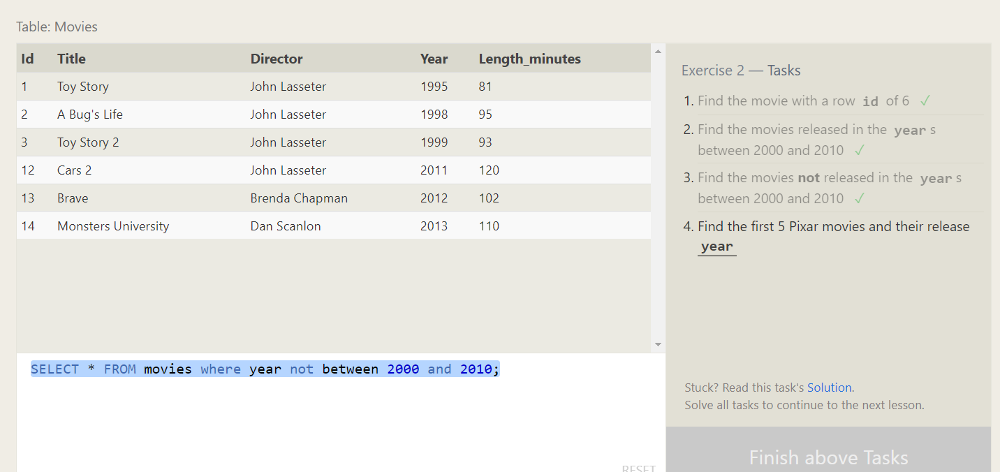 Table: Movies
Id Title Director Year Length_minutes
1 Toy Story John Lasseter 1995 81
2 A Bug's Life John Lasseter 1998 95
3 Toy Story 2 John Lasseter 1999 93
12 Cars 2 John Lasseter 2011 120
13 Brave Brenda Chapman 2012 102
14 Monsters University Dan Scanlon 2013 110
SELECT * FROM movies where year not between 2000 and 2010;
RESET
Exercise 2 — Tasks
1. Find the movie with a row id of 6 ✓
2. Find the movies released in the year s
between 2000 and 2010 ✓
3. Find the movies not released in the year s
between 2000 and 2010 ✓
4. Find the first 5 Pixar movies and their release
year
Stuck? Read this task's Solution.
Solve all tasks to continue to the next lesson.
Finish above Tasks